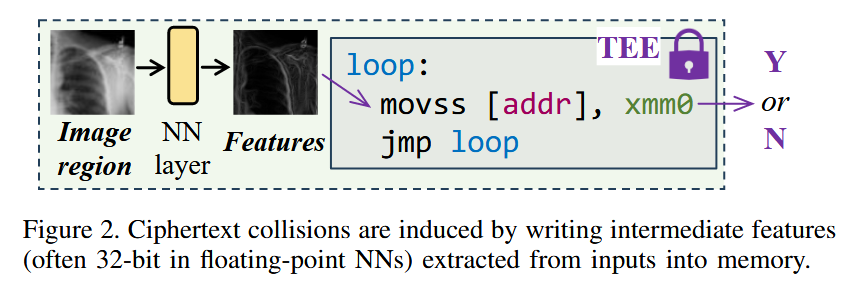 TEE
loop:
movss [addr], xmm0
jmp loop
Y
or
N
Image
region
NN
layer
Features
Figure 2. Ciphertext collisions are induced by writing intermediate features
(often 32-bit in floating-point NNs) extracted from inputs into memory.